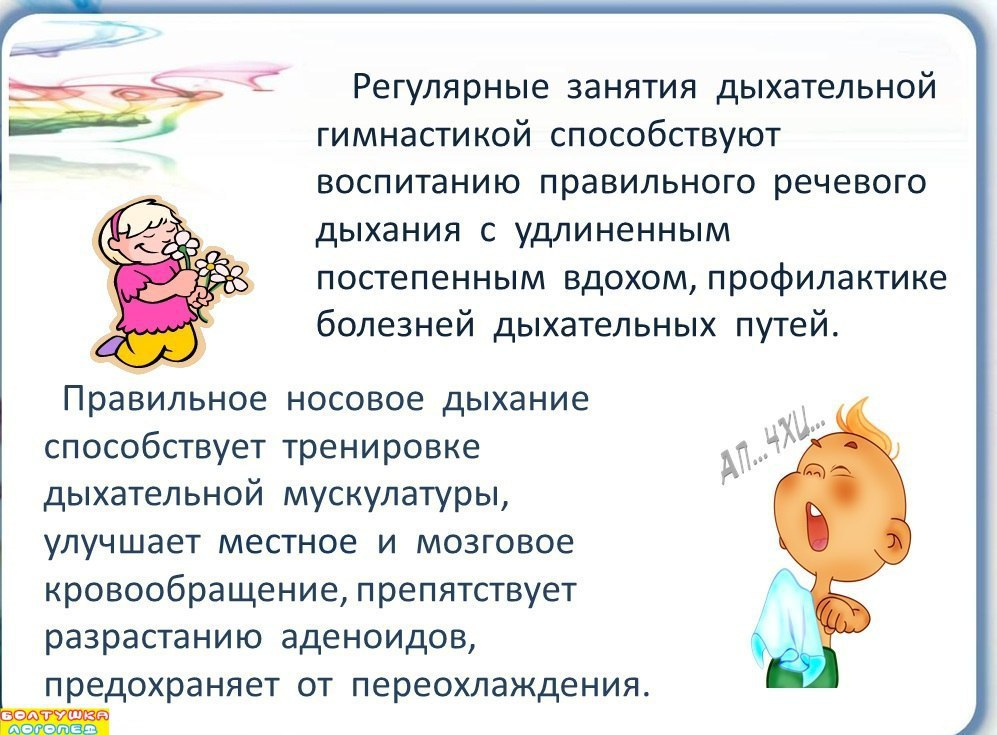 Регулярные занятия дыхательной
гимнастикой способствуют
воспитанию правильного речевого
дыхания с удлиненным
постепенным вдохом, профилактике
болезней дыхательных путей.
Правильное носовое дыхание
способствует тренировке
дыхательной мускулатуры,
улучшает местное и мозговое
кровообращение, препятствует
разрастанию аденоидов,
предохраняет от переохлаждения.
АП...ЧХИ...
БОЛТУШКА
ЛОГОПЕД